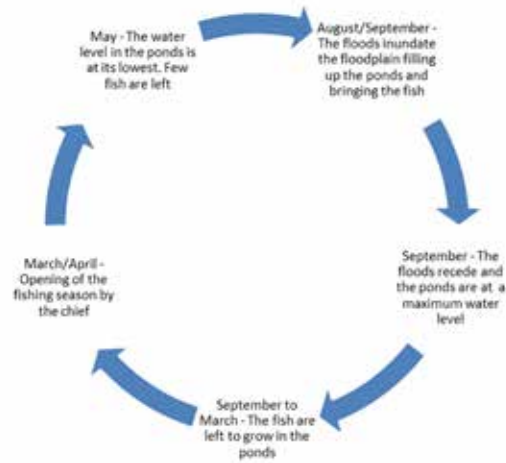 May - The water
level in the ponds is
at its lowest. Few
fish are left
August/September -
The floods inundate
the floodplain filling
up the ponds and
bringing the fish
September - The
floods recede and
the ponds are at a
maximum water
level
September to
March - The fish are
left to grow in the
ponds
March/April -
Opening of the
fishing season by
the chief